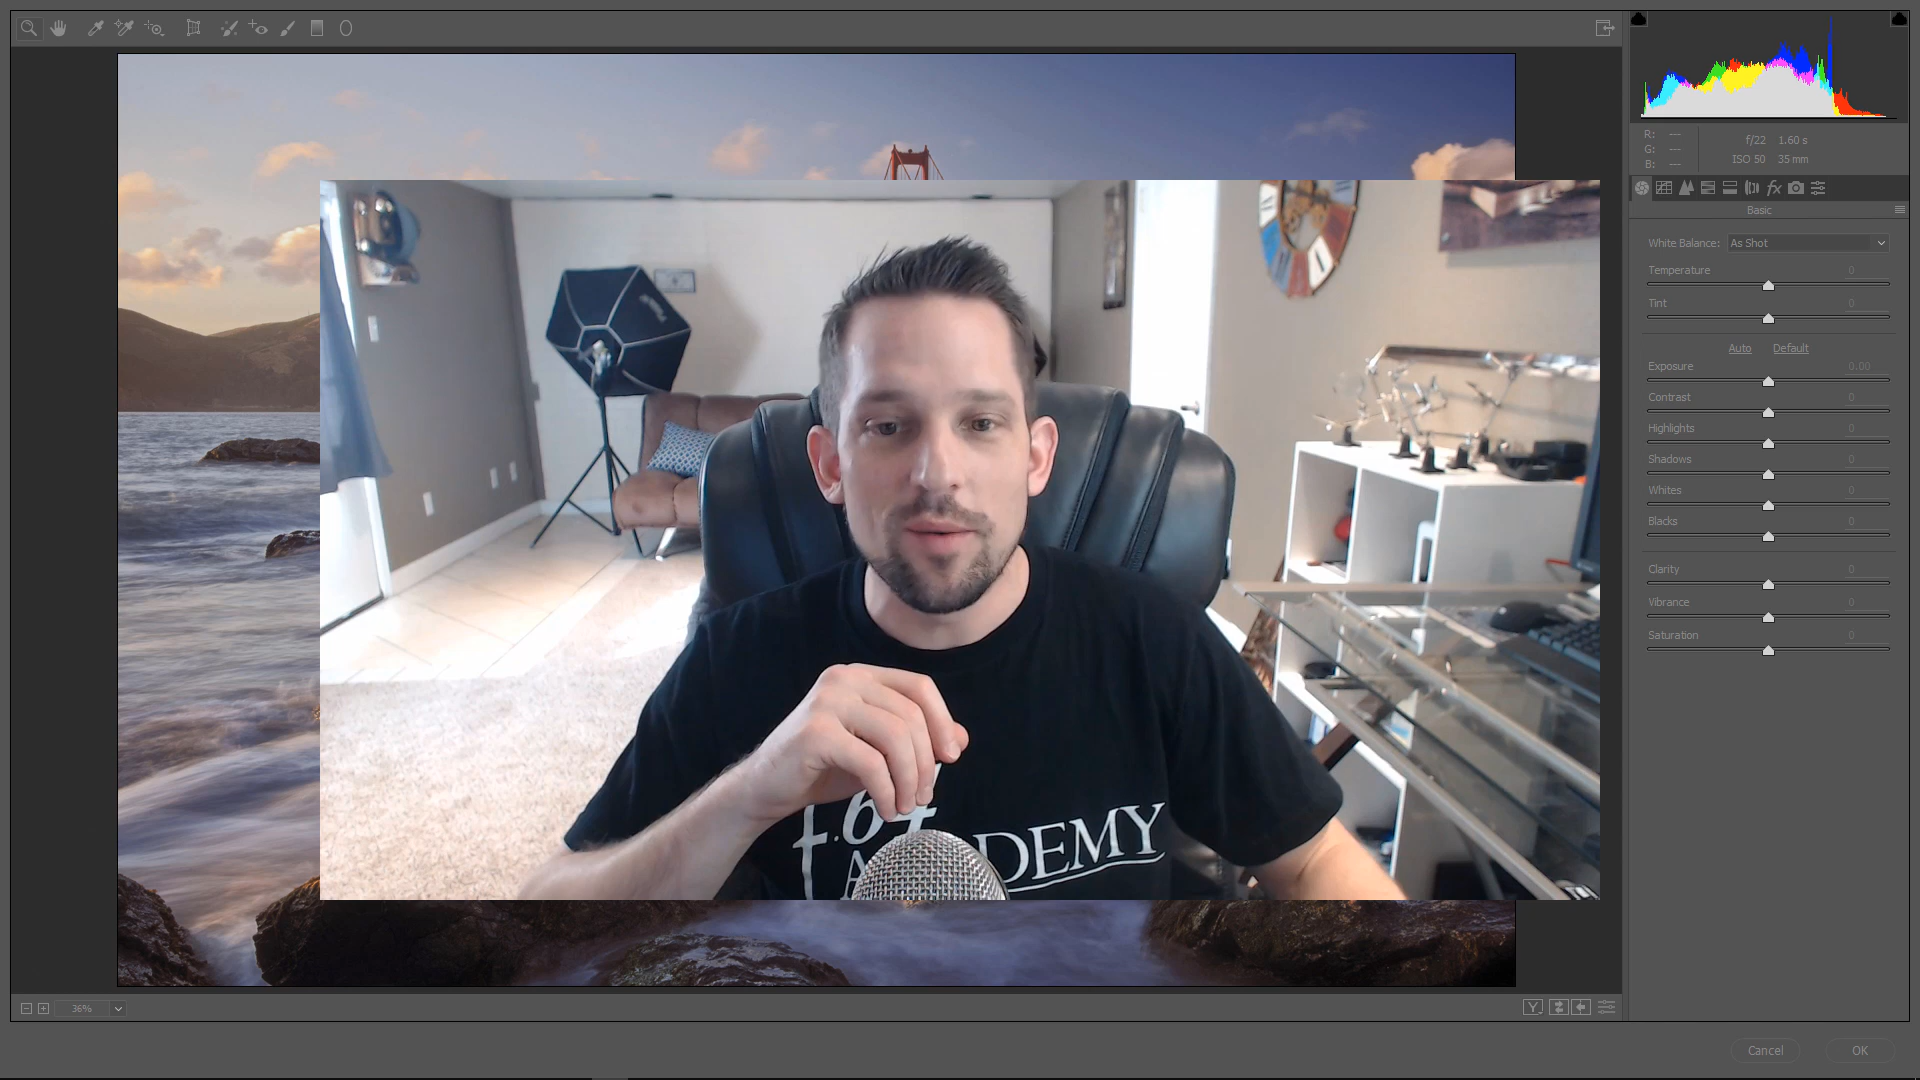 R: ---
G: ---
B: ---
f/22 1.60 s
ISO 50 35 mm
fx
Basic
White Balance: As Shot
Temperature 0
Tint 0
Auto Default
Exposure 0.00
Contrast 0
Highlights 0
Shadows 0
Whites 0
Blacks 0
Clarity 0
Vibrance 0
Saturation 0
f.64
DEMY
36%
Y
Cancel OK